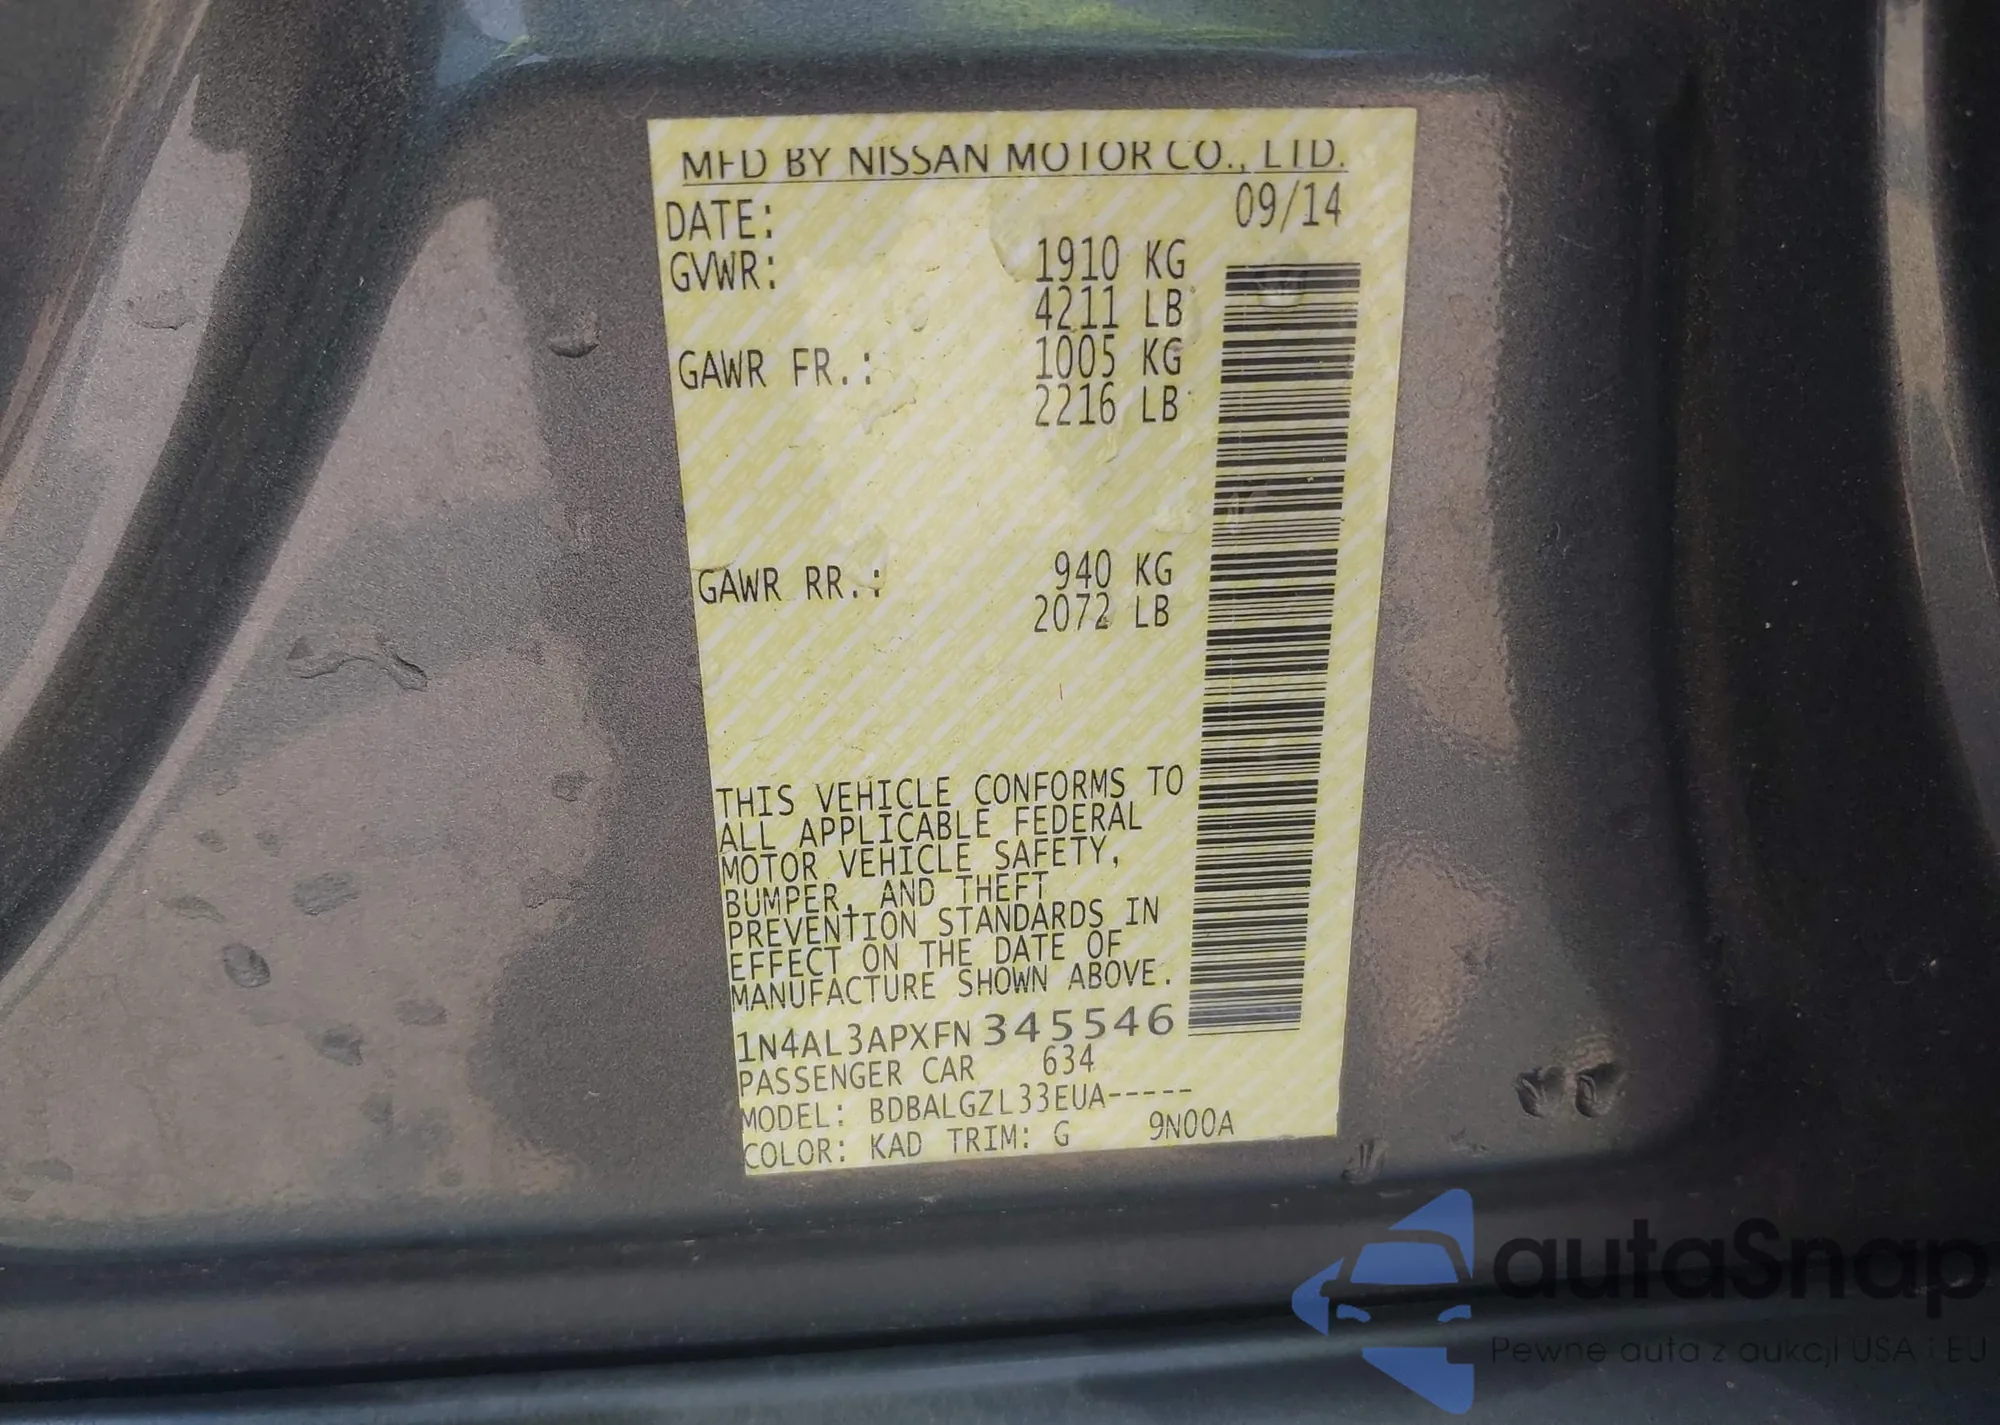 MFD BY NISSAN MOTOR CO., LTD.
DATE: 09/14
GVWR: 1910 KG
4211 LB
GAWR FR.: 1005 KG
2216 LB
GAWR RR.: 940 KG
2072 LB
THIS VEHICLE CONFORMS TO
ALL APPLICABLE FEDERAL
MOTOR VEHICLE SAFETY,
BUMPER, AND THEFT
PREVENTION STANDARDS IN
EFFECT ON THE DATE OF
MANUFACTURE SHOWN ABOVE.
1N4AL3APXFN345546
PASSENGER CAR 634
MODEL: BDBALGZL33EUA-----
COLOR: KAD TRIM: G 9N00A
autaSnap
Pewne auta z aukcji USA i EU